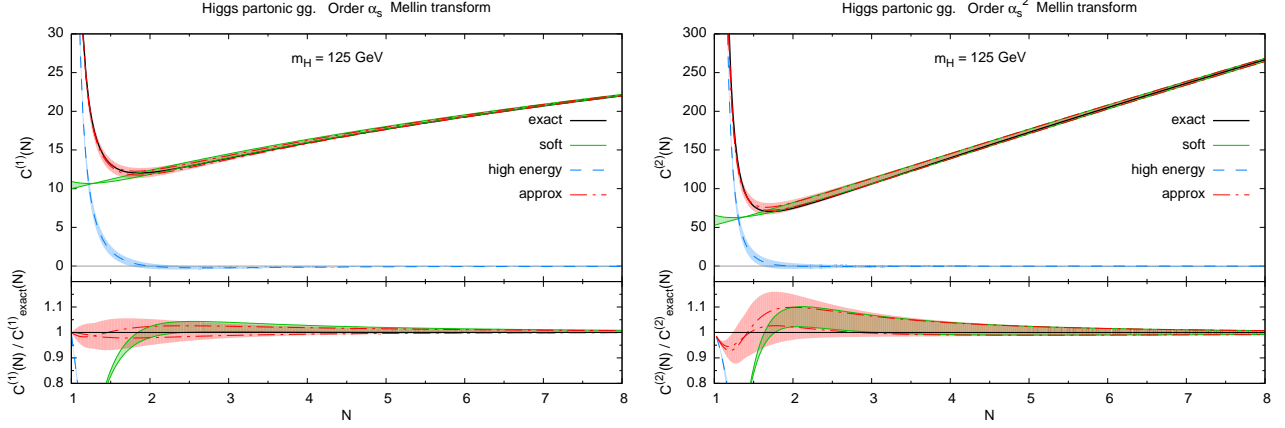 Higgs partonic gg. Order αs Mellin transform
C(1)(N)
30
25
20
15
10
5
0
mH = 125 GeV
exact
soft
high energy
approx
C(1)(N) / C(1)exact(N)
1.1
1
0.9
0.8
1 2 3 4 5 6 7 8
N
Higgs partonic gg. Order αs2 Mellin transform
C(2)(N)
300
250
200
150
100
50
0
mH = 125 GeV
exact
soft
high energy
approx
C(2)(N) / C(2)exact(N)
1.1
1
0.9
0.8
1 2 3 4 5 6 7 8
N